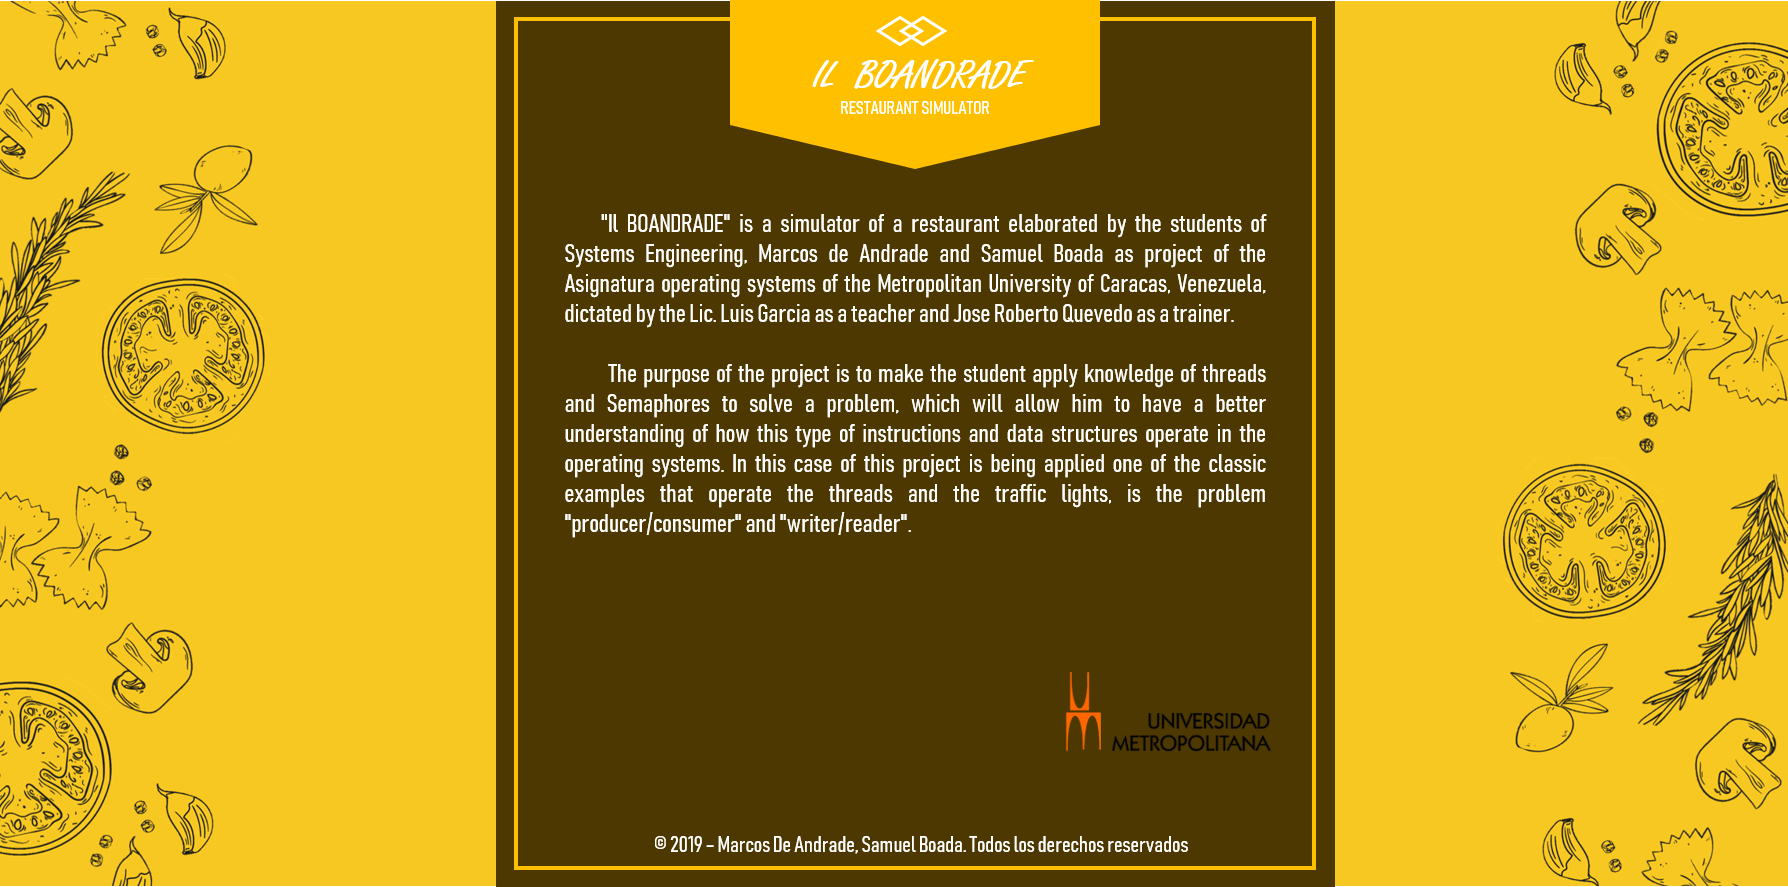 IL BOANDRADE
RESTAURANT SIMULATOR
"Il BOANDRADE" is a simulator of a restaurant elaborated by the students of
Systems Engineering, Marcos de Andrade and Samuel Boada as project of the
Asignatura operating systems of the Metropolitan University of Caracas, Venezuela,
dictated by the Lic. Luis Garcia as a teacher and Jose Roberto Quevedo as a trainer.
The purpose of the project is to make the student apply knowledge of threads
and Semaphores to solve a problem, which will allow him to have a better
understanding of how this type of instructions and data structures operate in the
operating systems. In this case of this project is being applied one of the classic
examples that operate the threads and the traffic lights, is the problem
"producer/consumer" and "writer/reader".
UNIVERSIDAD
METROPOLITANA
© 2019 - Marcos De Andrade, Samuel Boada. Todos los derechos reservados